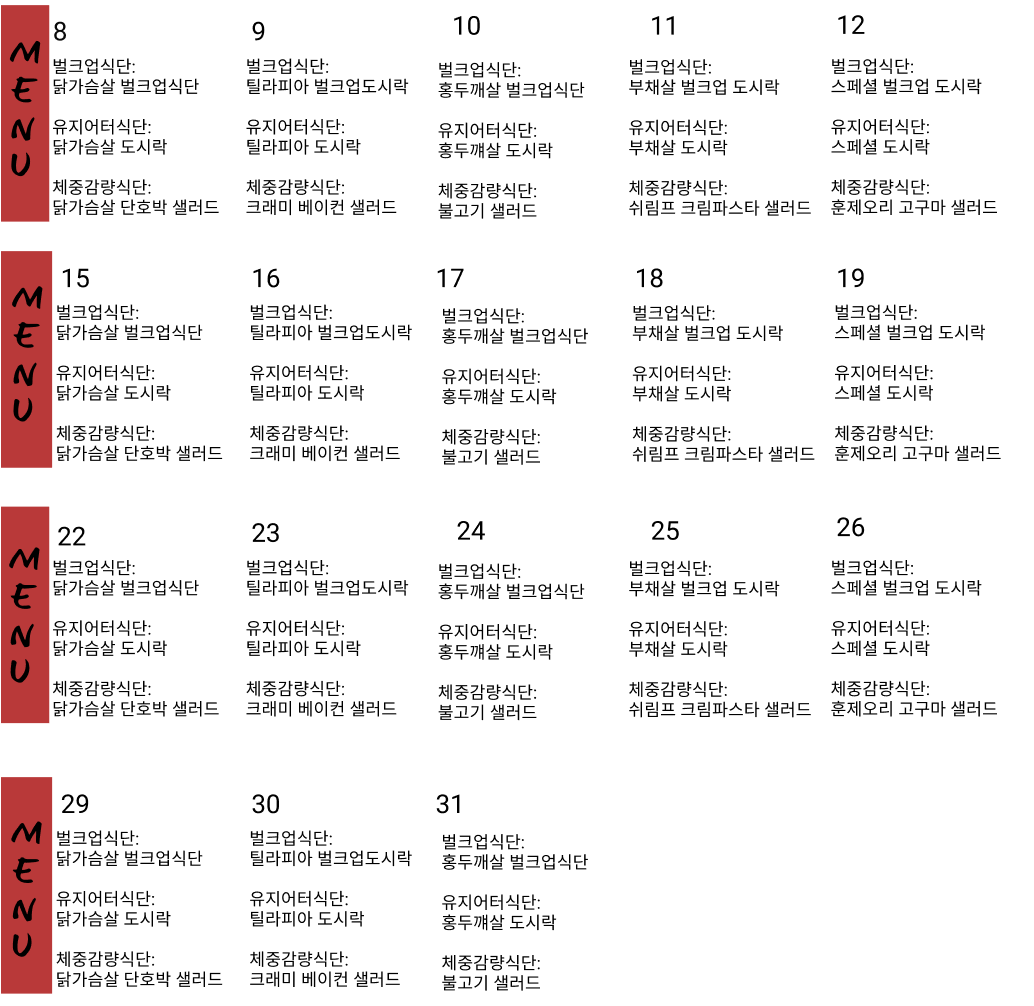 MENU
8
벌크업식단:
닭가슴살 벌크업식단
유지어터식단:
닭가슴살 도시락
체중감량식단:
닭가슴살 단호박 샐러드
9
벌크업식단:
틸라피아 벌크업도시락
유지어터식단:
틸라피아 도시락
체중감량식단:
크래미 베이컨 샐러드
10
벌크업식단:
홍두깨살 벌크업식단
유지어터식단:
홍두꺠살 도시락
체중감량식단:
불고기 샐러드
11
벌크업식단:
부채살 벌크업 도시락
유지어터식단:
부채살 도시락
체중감량식단:
쉬림프 크림파스타 샐러드
12
벌크업식단:
스페셜 벌크업 도시락
유지어터식단:
스페셜 도시락
체중감량식단:
훈제오리 고구마 샐러드
MENU
15
벌크업식단:
닭가슴살 벌크업식단
유지어터식단:
닭가슴살 도시락
체중감량식단:
닭가슴살 단호박 샐러드
16
벌크업식단:
틸라피아 벌크업도시락
유지어터식단:
틸라피아 도시락
체중감량식단:
크래미 베이컨 샐러드
17
벌크업식단:
홍두깨살 벌크업식단
유지어터식단:
홍두꺠살 도시락
체중감량식단:
불고기 샐러드
18
벌크업식단:
부채살 벌크업 도시락
유지어터식단:
부채살 도시락
체중감량식단:
쉬림프 크림파스타 샐러드
19
벌크업식단:
스페셜 벌크업 도시락
유지어터식단:
스페셜 도시락
체중감량식단:
훈제오리 고구마 샐러드
MENU
22
벌크업식단:
닭가슴살 벌크업식단
유지어터식단:
닭가슴살 도시락
체중감량식단:
닭가슴살 단호박 샐러드
23
벌크업식단:
틸라피아 벌크업도시락
유지어터식단:
틸라피아 도시락
체중감량식단:
크래미 베이컨 샐러드
24
벌크업식단:
홍두깨살 벌크업식단
유지어터식단:
홍두꺠살 도시락
체중감량식단:
불고기 샐러드
25
벌크업식단:
부채살 벌크업 도시락
유지어터식단:
부채살 도시락
체중감량식단:
쉬림프 크림파스타 샐러드
26
벌크업식단:
스페셜 벌크업 도시락
유지어터식단:
스페셜 도시락
체중감량식단:
훈제오리 고구마 샐러드
MENU
29
벌크업식단:
닭가슴살 벌크업식단
유지어터식단:
닭가슴살 도시락
체중감량식단:
닭가슴살 단호박 샐러드
30
벌크업식단:
틸라피아 벌크업도시락
유지어터식단:
틸라피아 도시락
체중감량식단:
크래미 베이컨 샐러드
31
벌크업식단:
홍두깨살 벌크업식단
유지어터식단:
홍두꺠살 도시락
체중감량식단:
불고기 샐러드